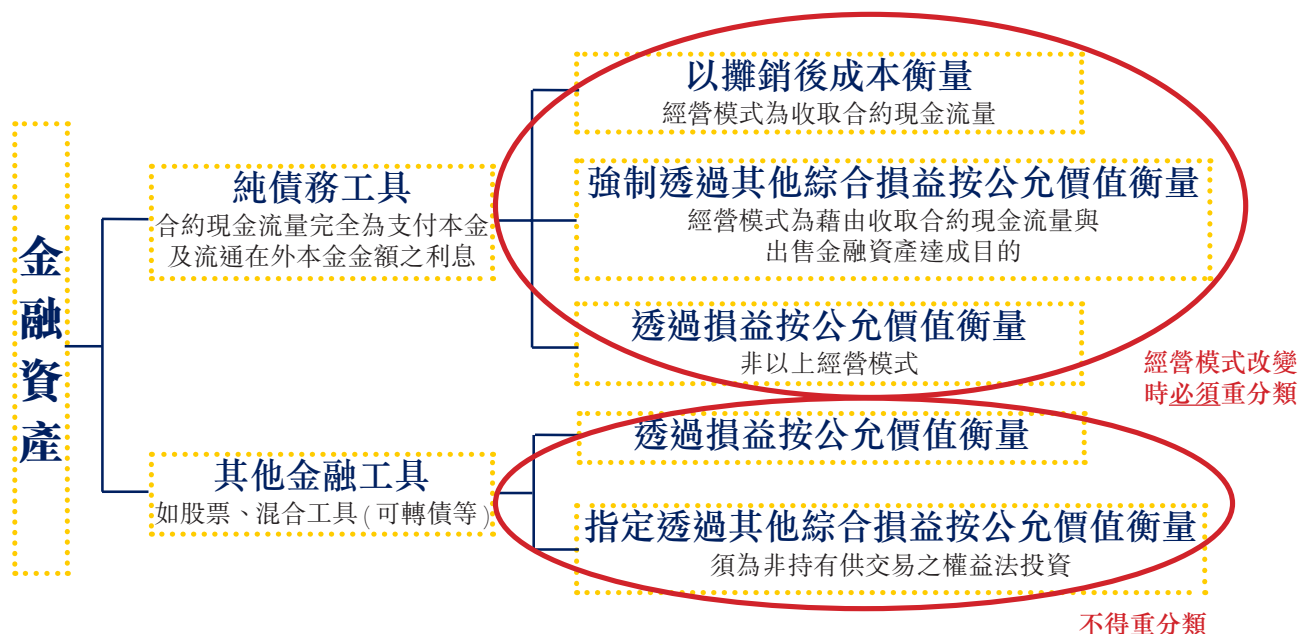 金融資產
純債務工具
合約現金流量完全為支付本金
及流通在外本金金額之利息
以攤銷後成本衡量
經營模式為收取合約現金流量
強制透過其他綜合損益按公允價值衡量
經營模式為藉由收取合約現金流量與
出售金融資產達成目的
透過損益按公允價值衡量
非以上經營模式
經營模式改變
時必須重分類
其他金融工具
如股票、混合工具(可轉債等)
透過損益按公允價值衡量
指定透過其他綜合損益按公允價值衡量
須為非持有供交易之權益法投資
不得重分類